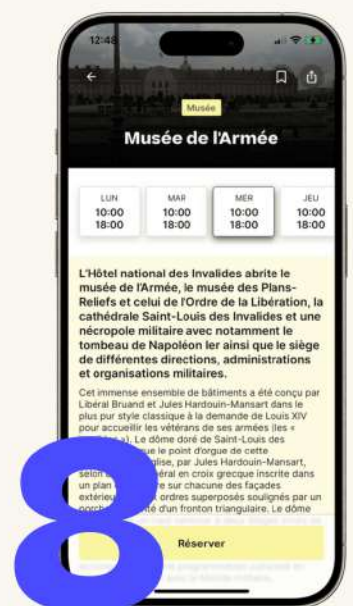 12:48
Musée
Musée de l'Armée
LUN
10:00
18:00
MAR
10:00
18:00
MER
10:00
18:00
JEU
10:00
18:00
L'Hôtel national des Invalides abrite le
musée de l'Armée, le musée des Plans-
Reliefs et celui de l'Ordre de la Libération, la
cathédrale Saint-Louis des Invalides et une
nécropole militaire avec notamment le
tombeau de Napoléon Ier ainsi que le siège
de différentes directions, administrations
et organisations militaires.
Cet immense ensemble de bâtiments a été conçu par
Libéral Bruand et Jules Hardouin-Mansart dans le
plus pur style classique à la demande de Louis XIV
pour accueillir les vétérans de ses armées (les «
»). Le dôme doré de Saint-Louis des
le point d'orgue de cette
par Jules Hardouin-Mansart,
en croix grecque inscrite dans
un plan sur chacune des façades
ordres superposés soulignés par un
d'un fronton triangulaire. Le dôme
Réserver
8